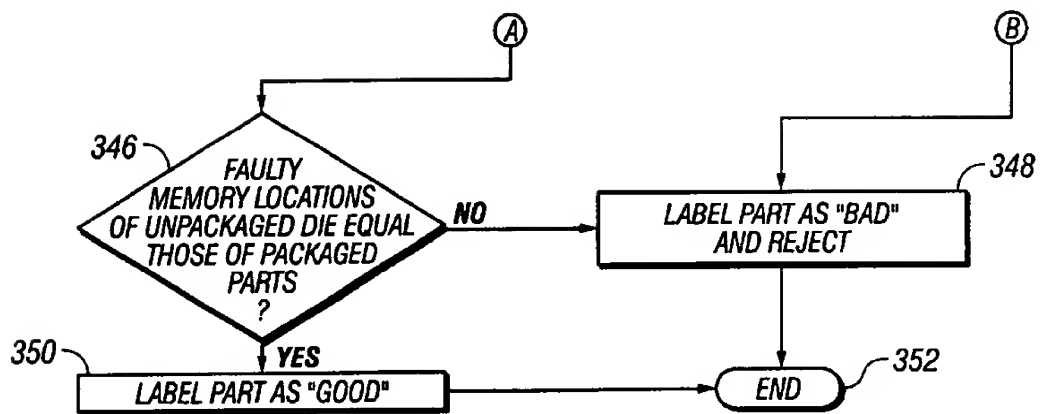 A
B
346
FAULTY
MEMORY LOCATIONS
OF UNPACKAGED DIE EQUAL
THOSE OF PACKAGED
PARTS
?
NO
348
LABEL PART AS "BAD"
AND REJECT
YES
350
LABEL PART AS "GOOD"
END
352